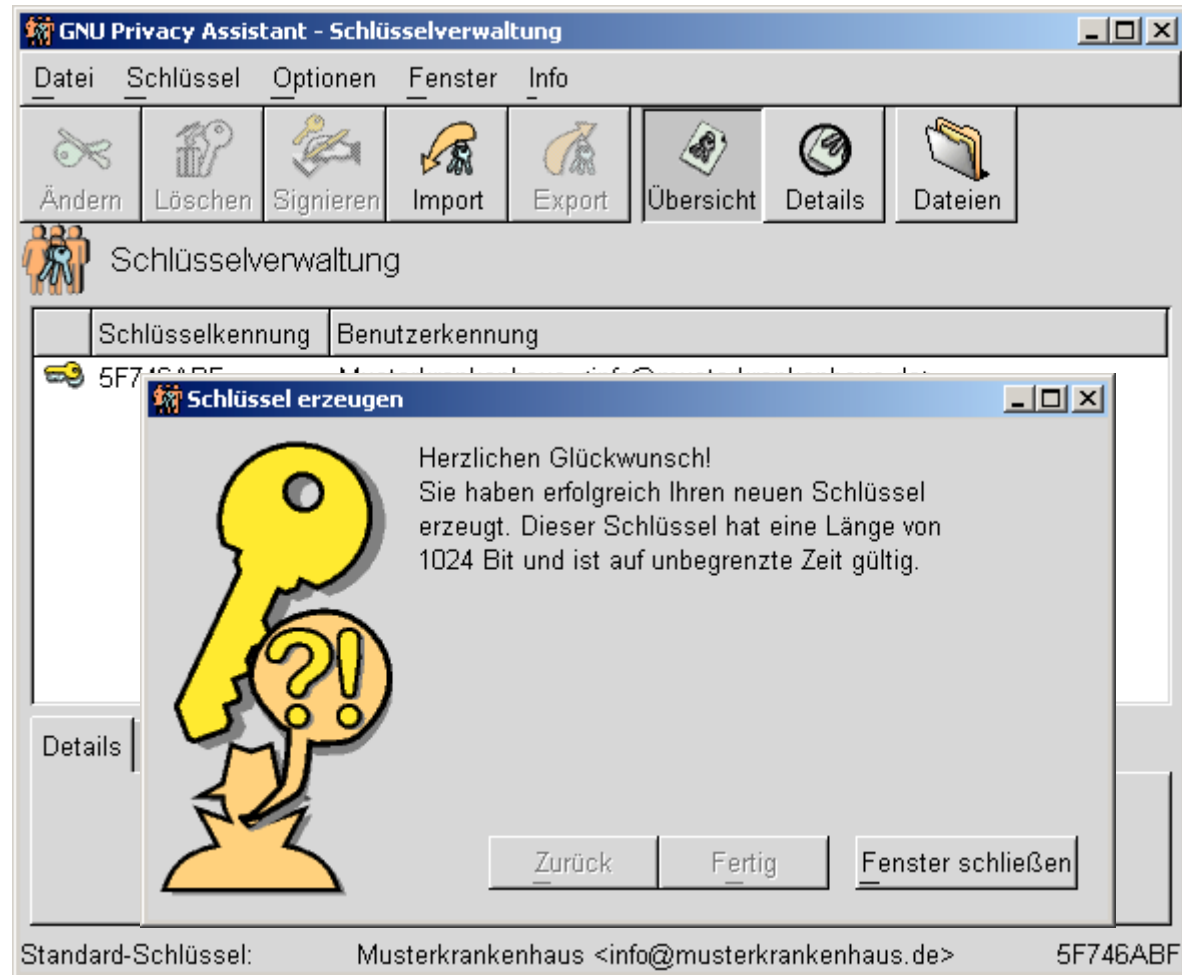 GNU Privacy Assistant - Schlüsselverwaltung
Datei Schlüssel Optionen Fenster Info
Ändern Löschen Signieren Import Export Übersicht Details Dateien
Schlüsselverwaltung
Schlüsselkennung Benutzerkennung
Schlüssel erzeugen
Herzlichen Glückwunsch!
Sie haben erfolgreich Ihren neuen Schlüssel
erzeugt. Dieser Schlüssel hat eine Länge von
1024 Bit und ist auf unbegrenzte Zeit gültig.
?!
Details
Zurück Fertig Fenster schließen
Standard-Schlüssel: Musterkrankenhaus <info@musterkrankenhaus.de> 5F746ABF